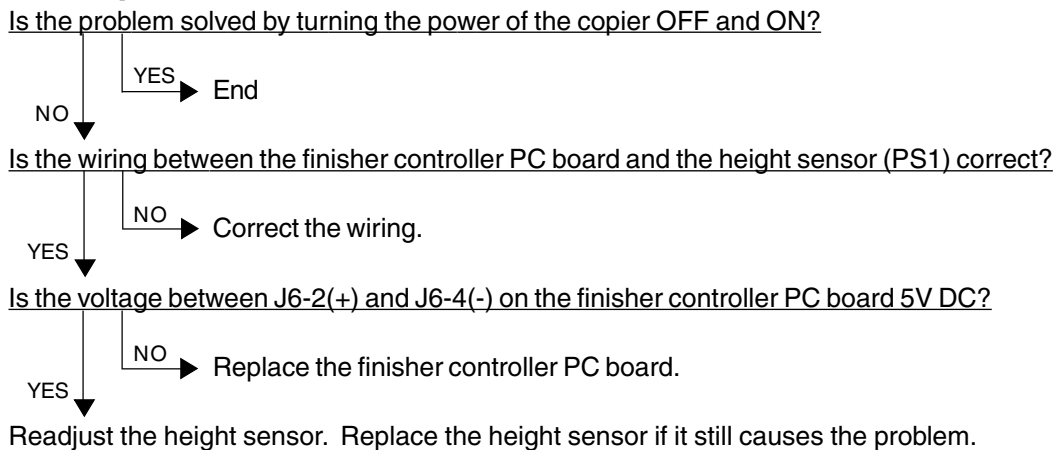 Is the problem solved by turning the power of the copier OFF and ON?
YES
End
NO
Is the wiring between the finisher controller PC board and the height sensor (PS1) correct?
NO
Correct the wiring.
YES
Is the voltage between J6-2(+) and J6-4(-) on the finisher controller PC board 5V DC?
NO
Replace the finisher controller PC board.
YES
Readjust the height sensor. Replace the height sensor if it still causes the problem.